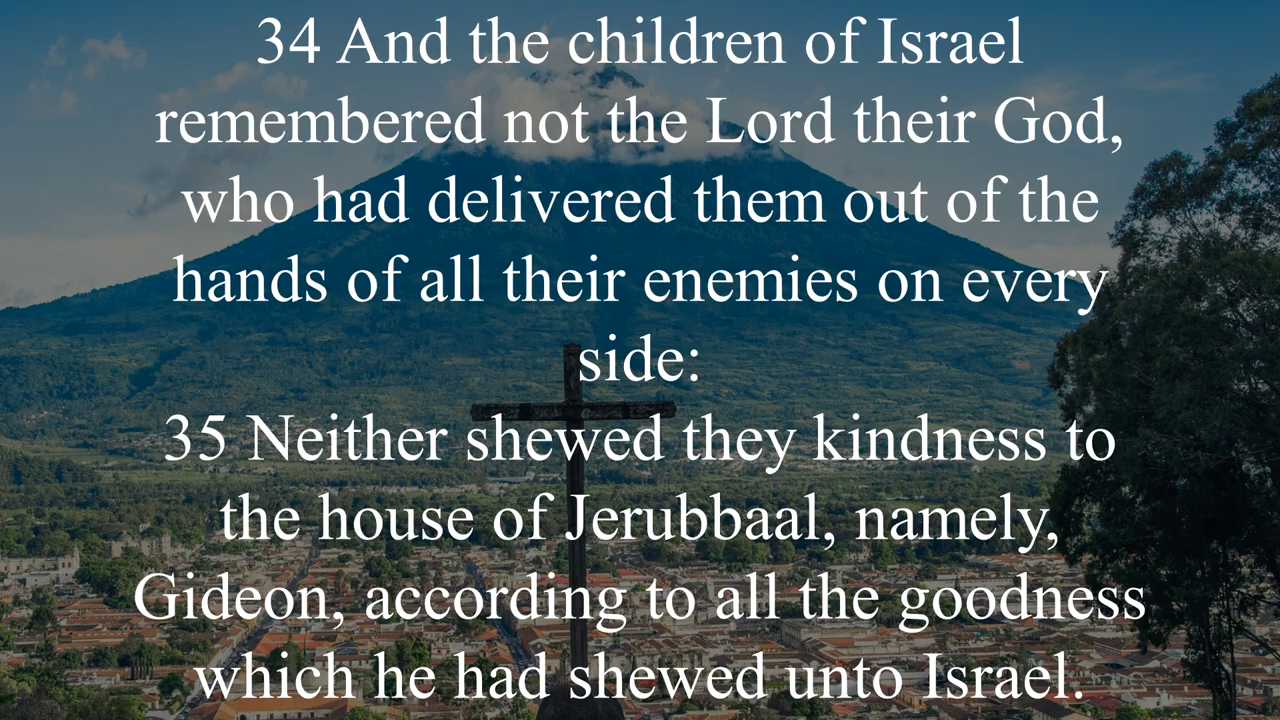 34 And the children of Israel
remembered not the Lord their God,
who had delivered them out of the
hands of all their enemies on every
side:
35 Neither shewed they kindness to
the house of Jerubbaal, namely,
Gideon, according to all the goodness
which he had shewed unto Israel.